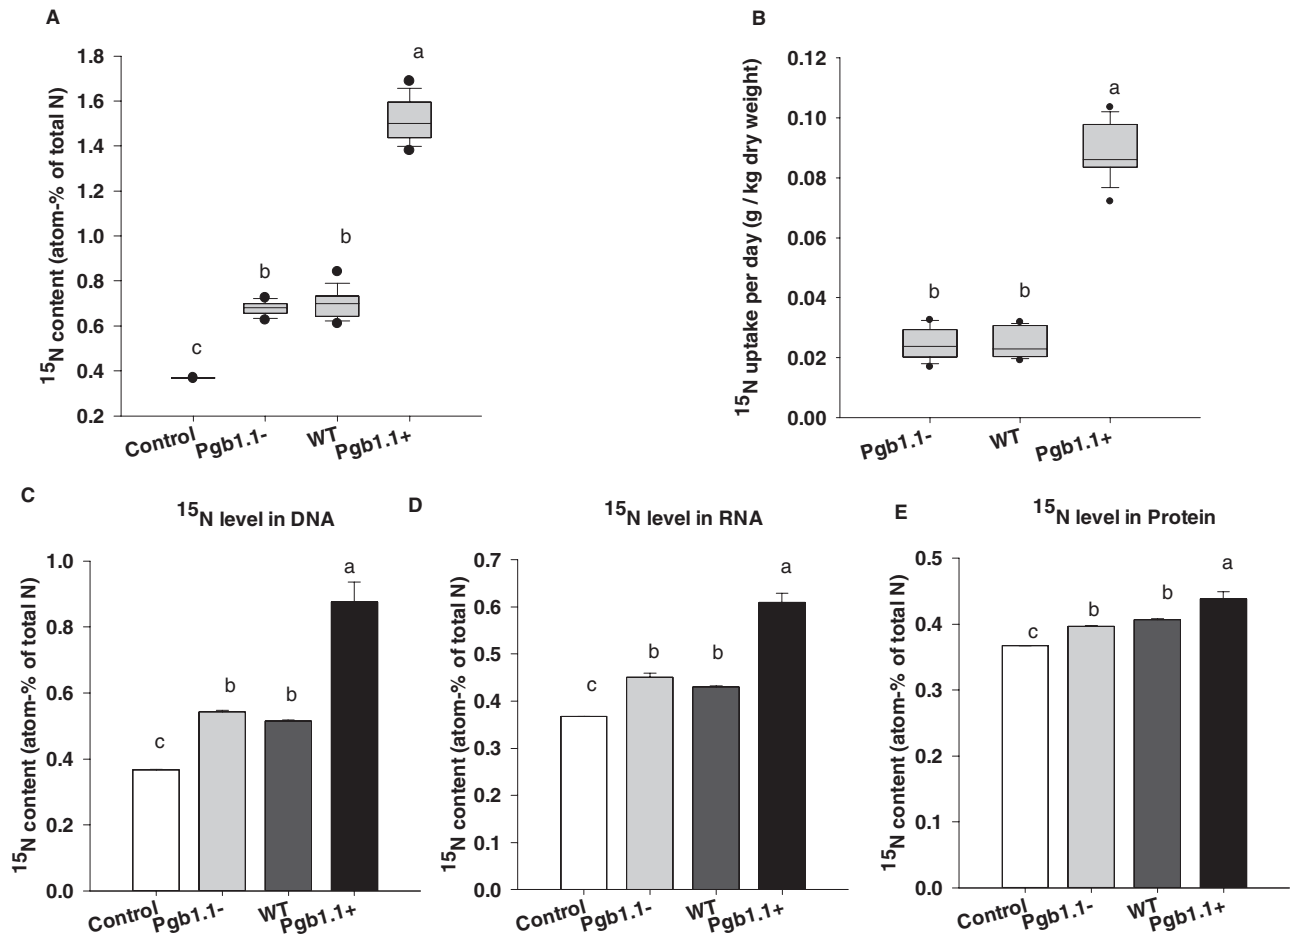 A
15N content (atom-% of total N)
1.8
1.6
1.4
1.2
1.0
0.8
0.6
0.4
0.2
c
b
b
a
Control
Pgb1.1-
WT
Pgb1.1+
B
15N uptake per day (g / kg dry weight)
0.12
0.10
0.08
0.06
0.04
0.02
0.00
b
b
a
Pgb1.1-
WT
Pgb1.1+
C
15N level in DNA
15N content (atom-% of total N)
1.0
0.8
0.6
0.4
0.2
0.0
c
b
b
a
Control
Pgb1.1-
WT
Pgb1.1+
D
15N level in RNA
15N content (atom-% of total N)
0.7
0.6
0.5
0.4
0.3
0.2
0.1
0.0
c
b
b
a
Control
Pgb1.1-
WT
Pgb1.1+
E
15N level in Protein
15N content (atom-% of total N)
0.5
0.4
0.3
0.2
0.1
0.0
c
b
b
a
Control
Pgb1.1-
WT
Pgb1.1+